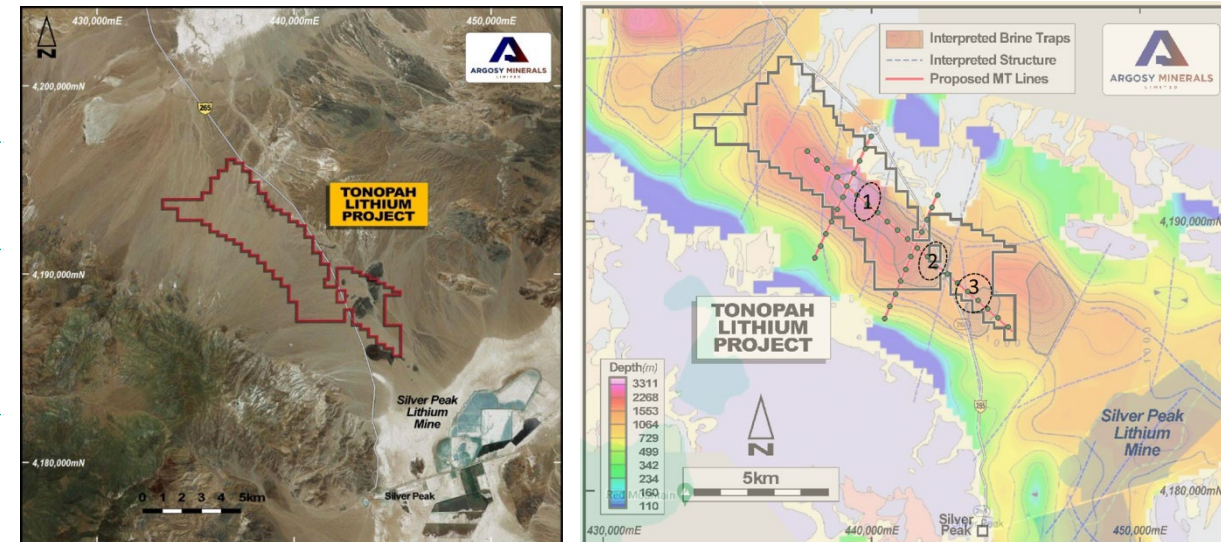 430,000mE
440,000mE
450,000mE
N
ARGOSY MINERALS
LIMITED
4,200,000mN
265
TONOPAH
LITHIUM
PROJECT
4,190,000mN
Silver Peak
Lithium
Mine
4,180,000mN
0 1 2 3 4 5km
Silver Peak
Interpreted Brine Traps
Interpreted Structure
Proposed MT Lines
ARGOSY MINERALS
LIMITED
1
2
3
4,190,000mN
TONOPAH
LITHIUM
PROJECT
Depth(m)
3311
2268
1553
1064
729
499
342
234
160
110
N
5km
265
Silver Peak
Lithium
Mine
4,180,000mN
Silver
Peak
430,000mE
440,000mE
450,000mE